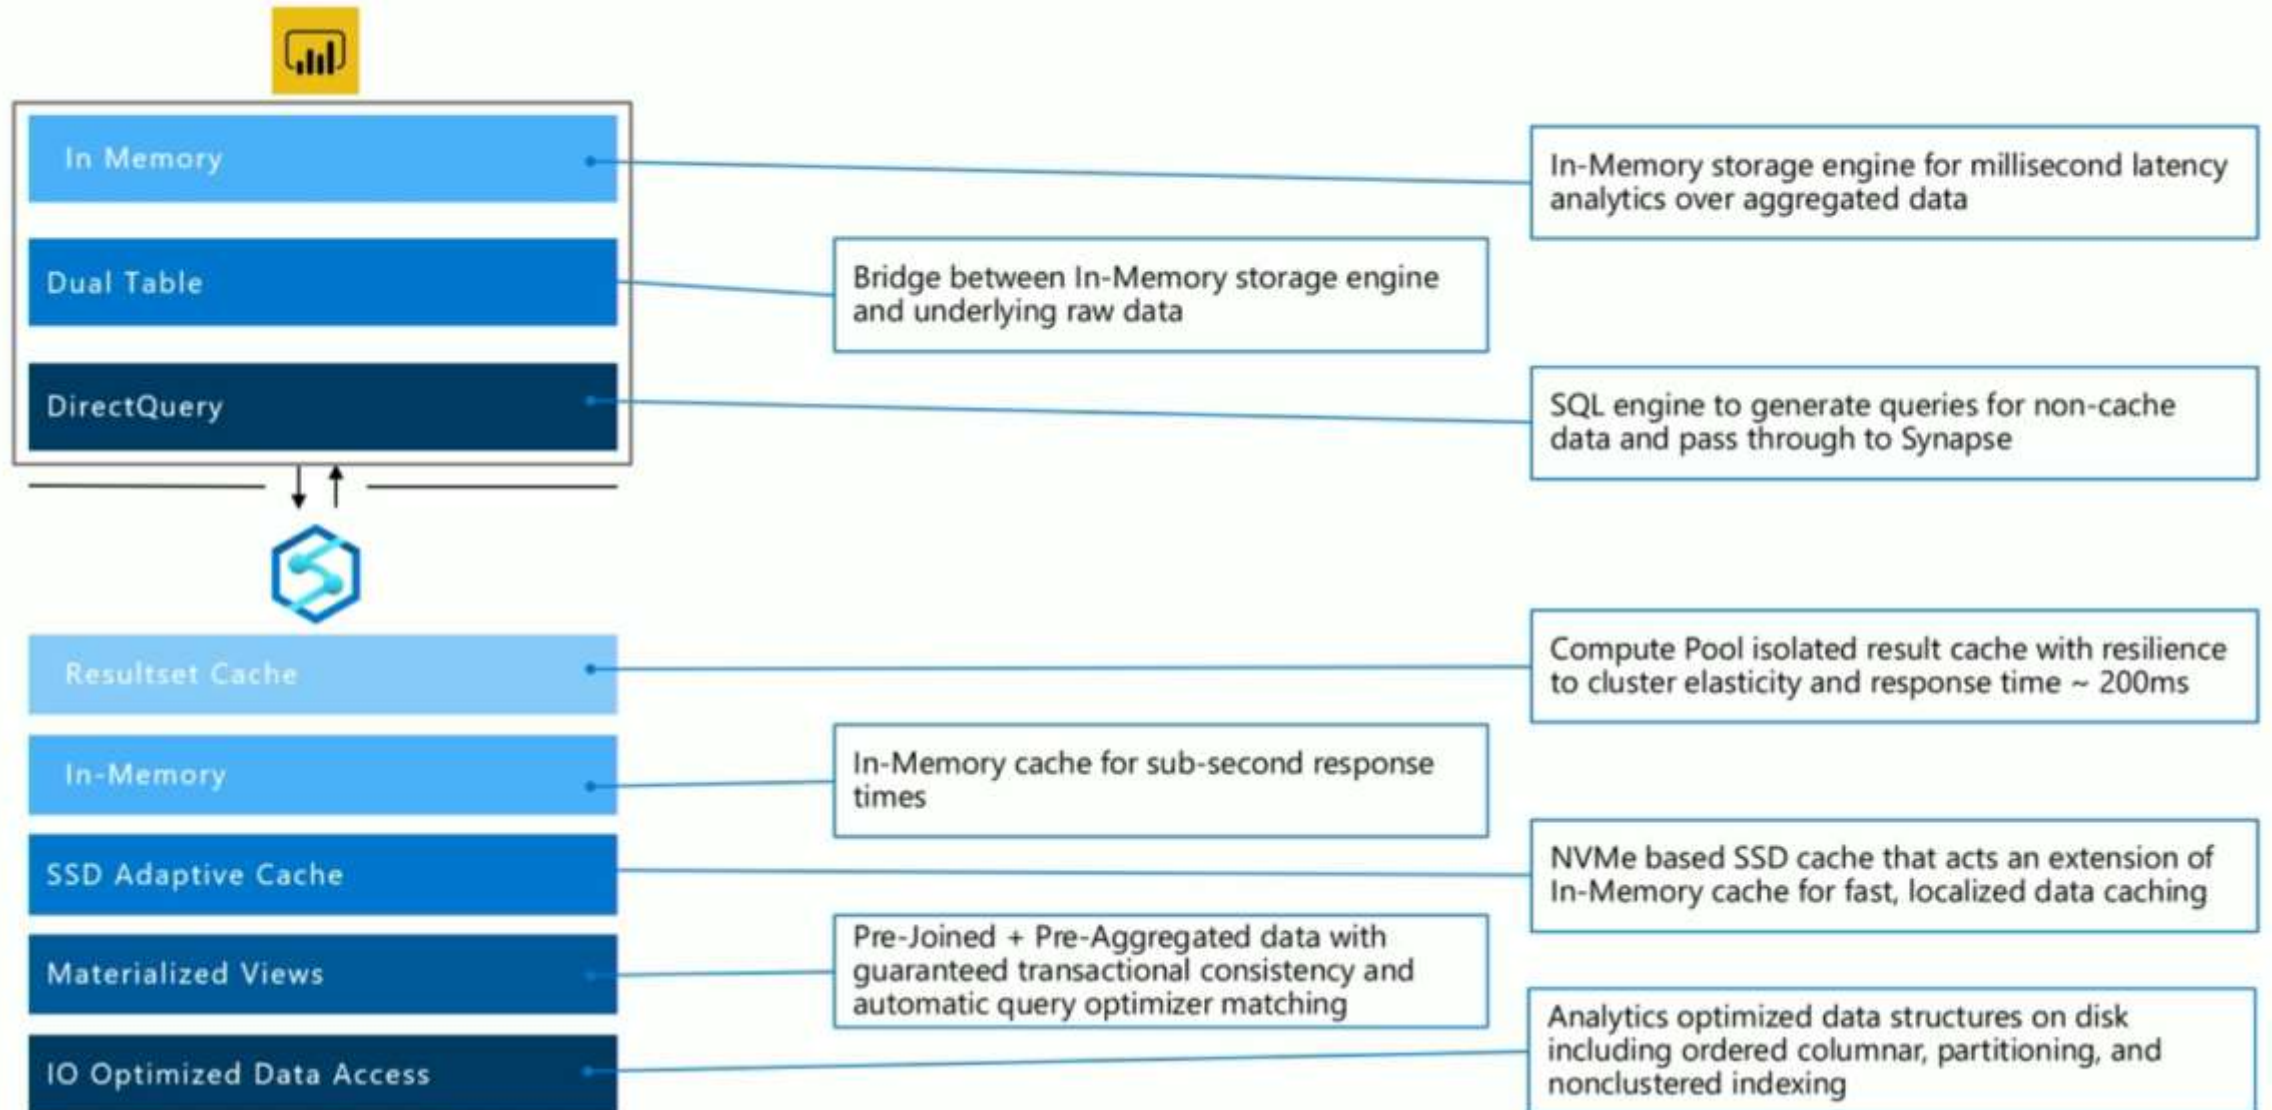 In Memory
In-Memory storage engine for millisecond latency
analytics over aggregated data
Dual Table
Bridge between In-Memory storage engine
and underlying raw data
DirectQuery
SQL engine to generate queries for non-cache
data and pass through to Synapse
Resultset Cache
Compute Pool isolated result cache with resilience
to cluster elasticity and response time ~ 200ms
In-Memory
In-Memory cache for sub-second response
times
SSD Adaptive Cache
NVMe based SSD cache that acts an extension of
In-Memory cache for fast, localized data caching
Materialized Views
Pre-Joined + Pre-Aggregated data with
guaranteed transactional consistency and
automatic query optimizer matching
IO Optimized Data Access
Analytics optimized data structures on disk
including ordered columnar, partitioning, and
nonclustered indexing